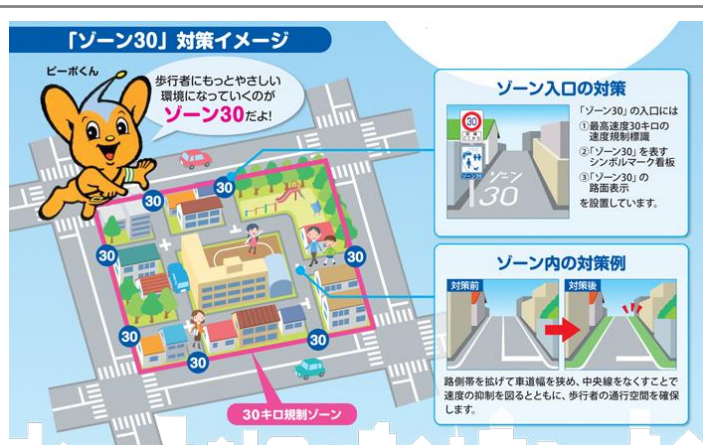 「ゾーン30」対策イメージ
ピーポくん
歩行者にもっとやさしい
環境になっていくのが
ゾーン30だよ!
30
30
30
30
30
30
30
30
30キロ規制ゾーン
ゾーン入口の対策
30
ゾーン
30
「ゾーン30」の入口には
①最高速度30キロの
速度規制標識
②「ゾーン30」を表す
シンボルマーク看板
③「ゾーン30」の
路面表示
を設置しています。
ゾーン内の対策例
対策前
対策後
路側帯を拡げて車道幅を狭め、中央線をなくすことで
速度の抑制を図るとともに、歩行者の通行空間を確保
します。